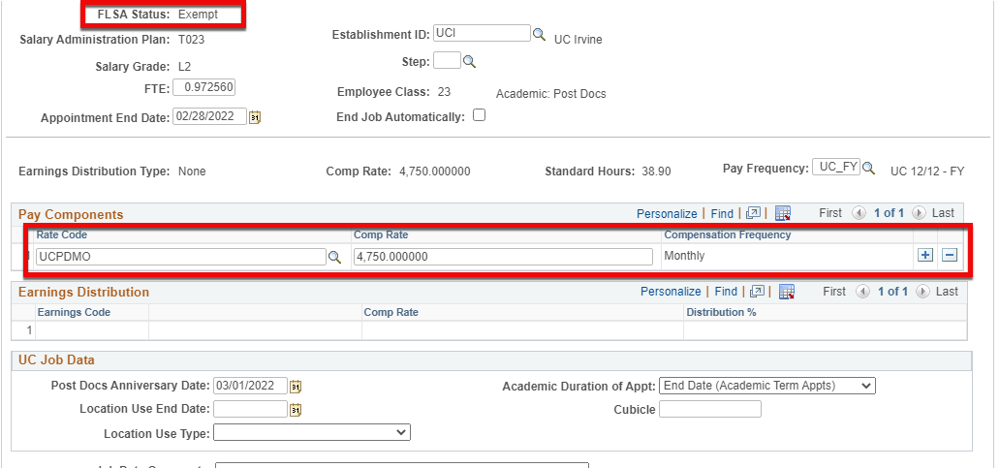 FLSA Status: Exempt
Salary Administration Plan: T023
Establishment ID: UCI UC Irvine
Salary Grade: L2
Step:
FTE: 0.972560
Employee Class: 23 Academic: Post Docs
Appointment End Date: 02/28/2022
End Job Automatically:
Earnings Distribution Type: None Comp Rate: 4,750.000000 Standard Hours: 38.90 Pay Frequency: UC_FY UC 12/12 - FY
Pay Components Personalize | Find | | First 1 of 1 Last
Rate Code Comp Rate Compensation Frequency
UCPDMO 4,750.000000 Monthly
Earnings Distribution Personalize | Find | | First 1 of 1 Last
Earnings Code Comp Rate Distribution %
1
UC Job Data
Post Docs Anniversary Date: 03/01/2022 Academic Duration of Appt: End Date (Academic Term Appts)
Location Use End Date: Cubicle
Location Use Type: